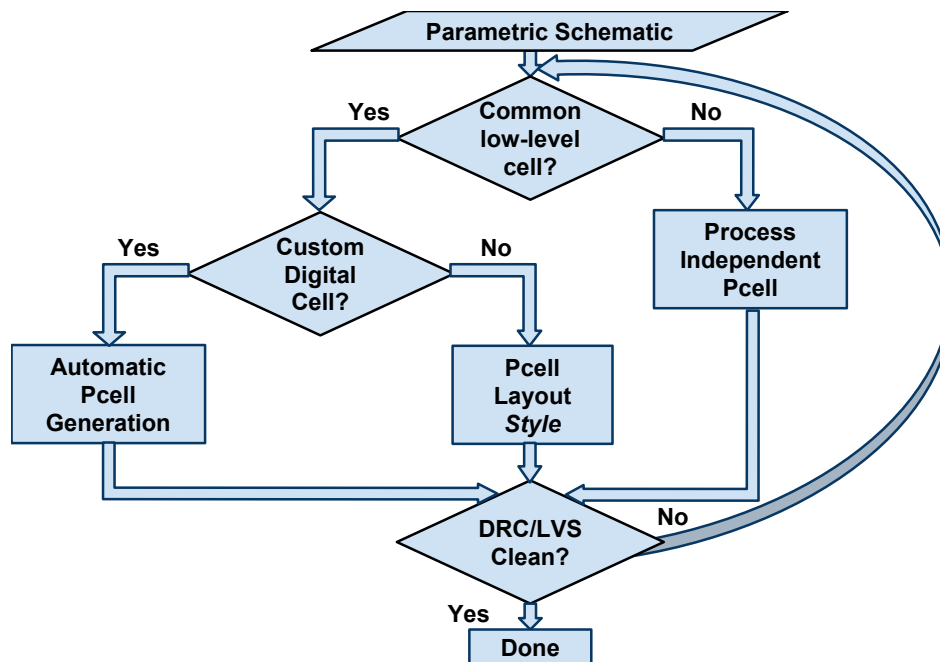 Parametric Schematic
Yes
Common
low-level
cell?
No
Yes
Custom
Digital
Cell?
No
Process
Independent
Pcell
Automatic
Pcell
Generation
Pcell
Layout
Style
DRC/LVS
Clean?
No
Yes
Done